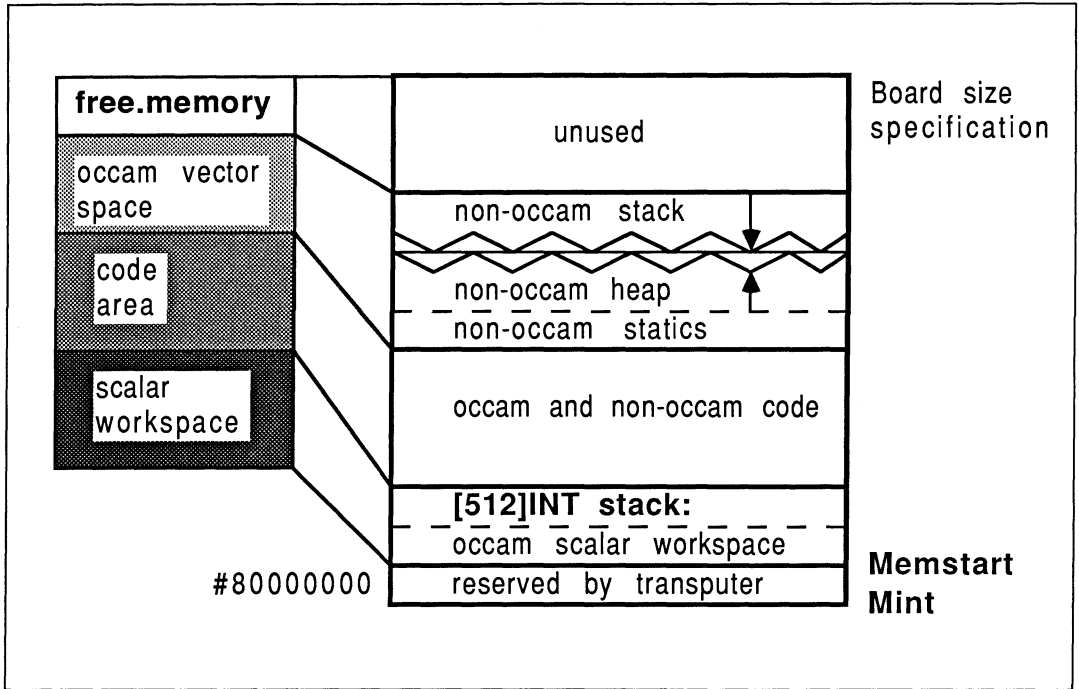 free.memory
occam vector
space
code
area
scalar
workspace
unused
non-occam stack
non-occam heap
non-occam statics
occam and non-occam code
[512]INT stack:
occam scalar workspace
reserved by transputer
#80000000
Board size
specification
Memstart
Mint